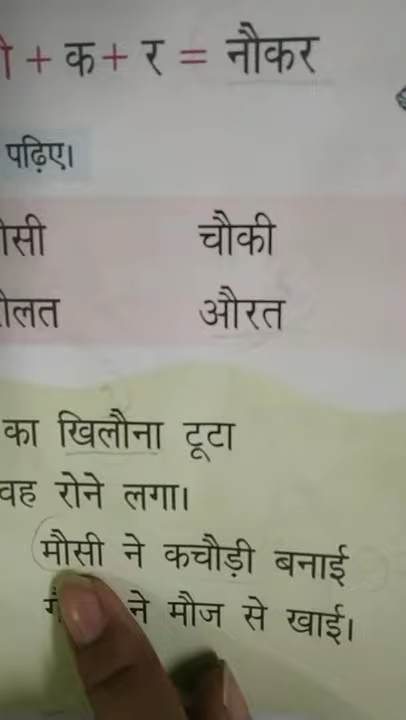 + क + र = नौकर
पढ़िए।
चौकी
औरत
का खिलौना टूटा
वह रोने लगा।
मौसी ने कचौड़ी बनाई
ने मौज से खाई।